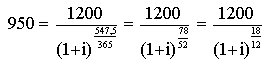 950 = 1200 / (1+i)^(547,5/365) = 1200 / (1+i)^(78/52) = 1200 / (1+i)^(18/12)